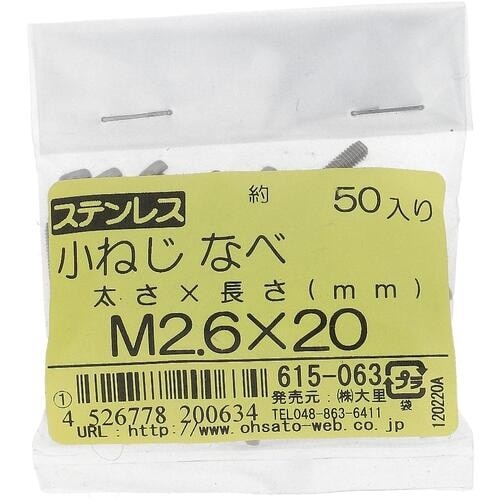 ステンレス 約 50入り
小ねじ なべ
太さ×長さ(mm)
M2.6×20
① 615-063 プラ
発売元:㈱大里 袋
4 526778 200634 TEL048-863-6411
URL:http://www.ohsato-web.co.jp
120220A